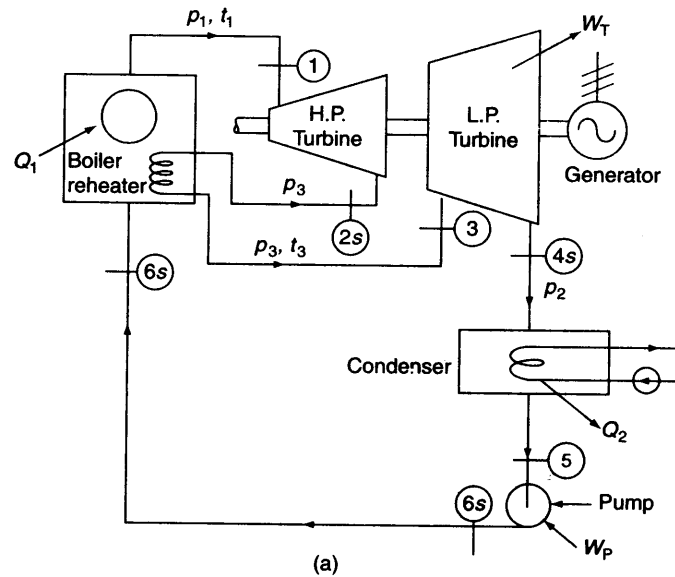 p1, t1
WT
1
H.P.
Turbine
L.P.
Turbine
Q1
Boiler
reheater
Generator
p3
2s
3
p3, t3
4s
6s
p2
Condenser
Q2
5
6s
Pump
WP
(a)